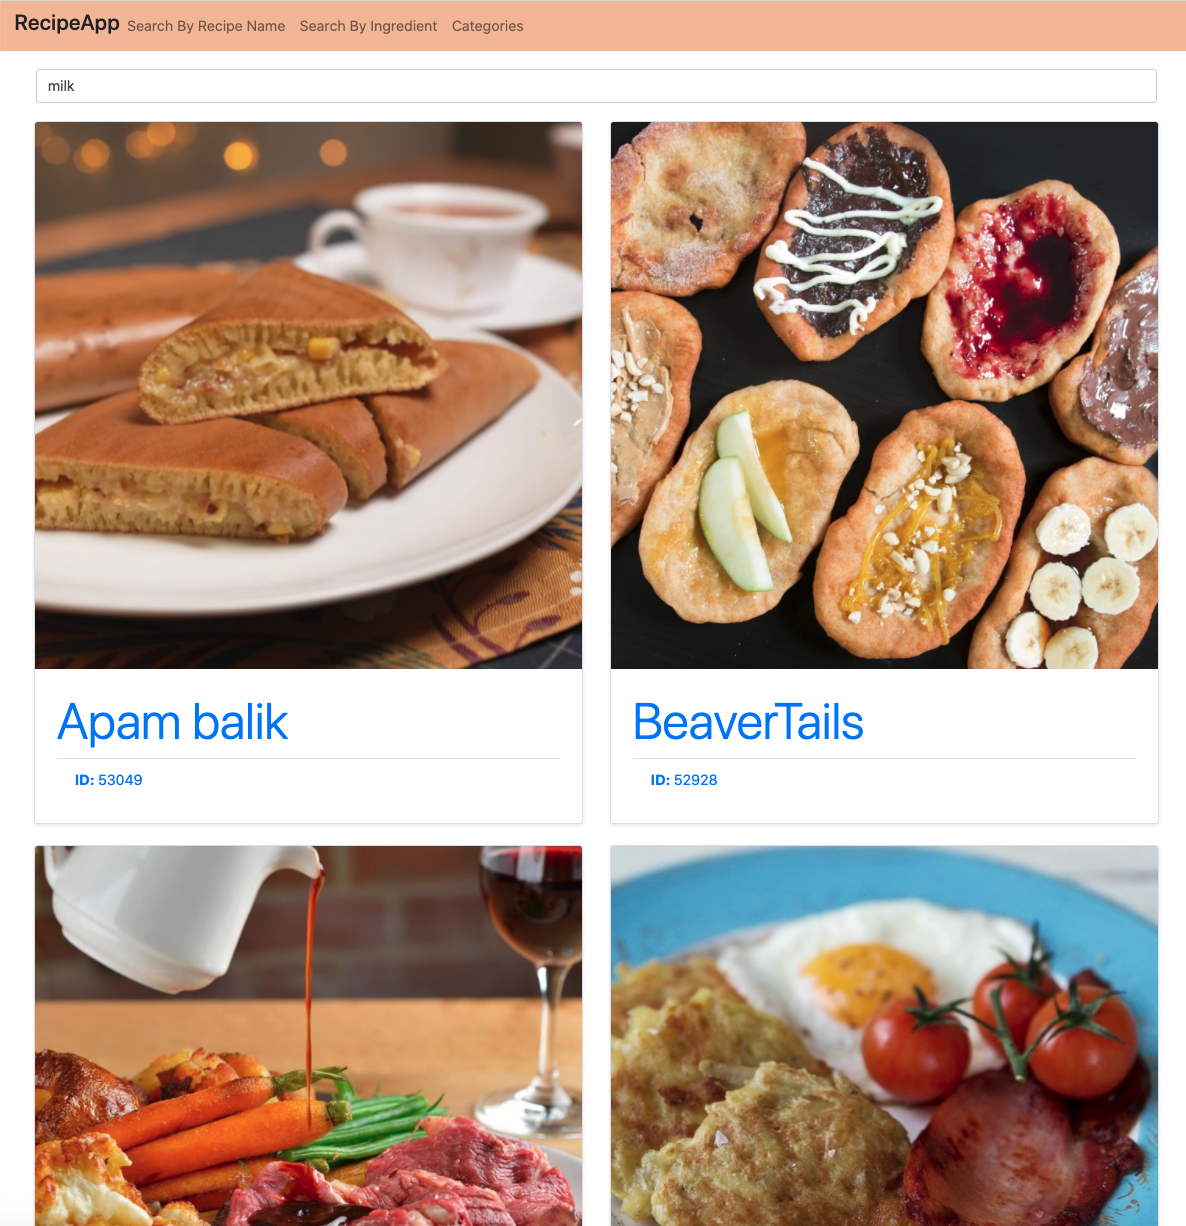 RecipeApp Search By Recipe Name Search By Ingredient Categories
milk
Apam balik
ID: 53049
BeaverTails
ID: 52928